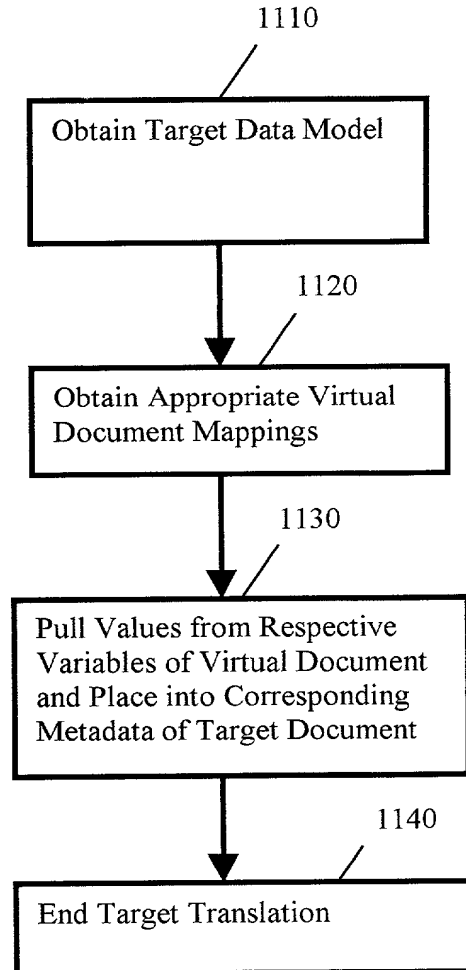 1110
Obtain Target Data Model
1120
Obtain Appropriate Virtual
Document Mappings
1130
Pull Values from Respective
Variables of Virtual Document
and Place into Corresponding
Metadata of Target Document
1140
End Target Translation